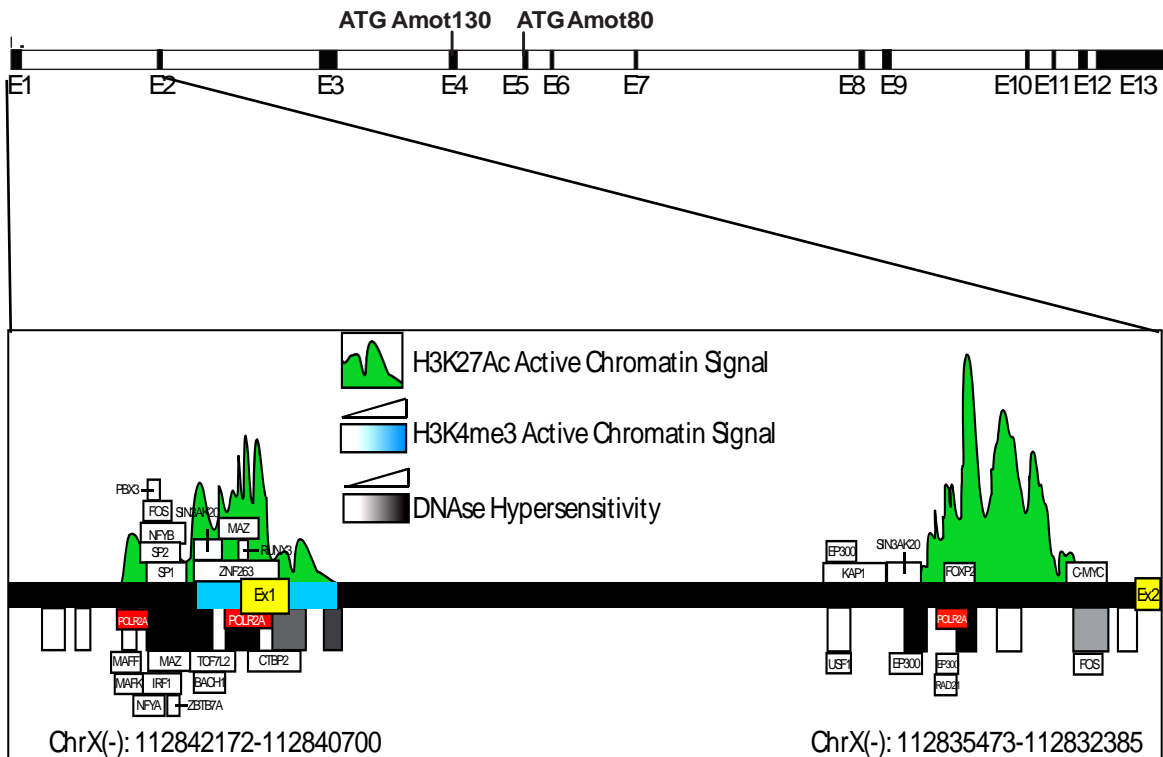 ATG Amot130 ATG Amot80
E1 E2 E3 E4 E5 E6 E7 E8 E9 E10 E11 E12 E13
H3K27Ac Active Chromatin Signal
H3K4me3 Active Chromatin Signal
DNAse Hypersensitivity
PBX3
FOS SIN3AK20
NFYB MAZ
SP2 RUNX3
SP1 ZNF263
EP300 SIN3AK20
KAP1 FOXP2 C-MYC
Ex1 Ex2
POLR2A POLR2A POLR2A
MAFF MAZ TCF7L2 CTBP2 USF1 EP300 EP300 FOS
MAFK IRF1 BACH1 RAD21
NFYA ZBTB7A
ChrX(-): 112842172-112840700 ChrX(-): 112835473-112832385